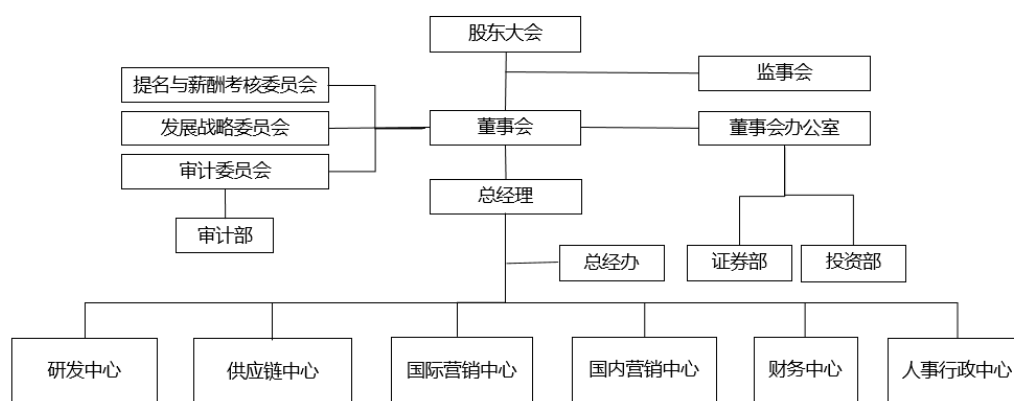 股东大会
监事会
提名与薪酬考核委员会
发展战略委员会
董事会
董事会办公室
审计委员会
总经理
审计部
总经办
证券部
投资部
研发中心
供应链中心
国际营销中心
国内营销中心
财务中心
人事行政中心